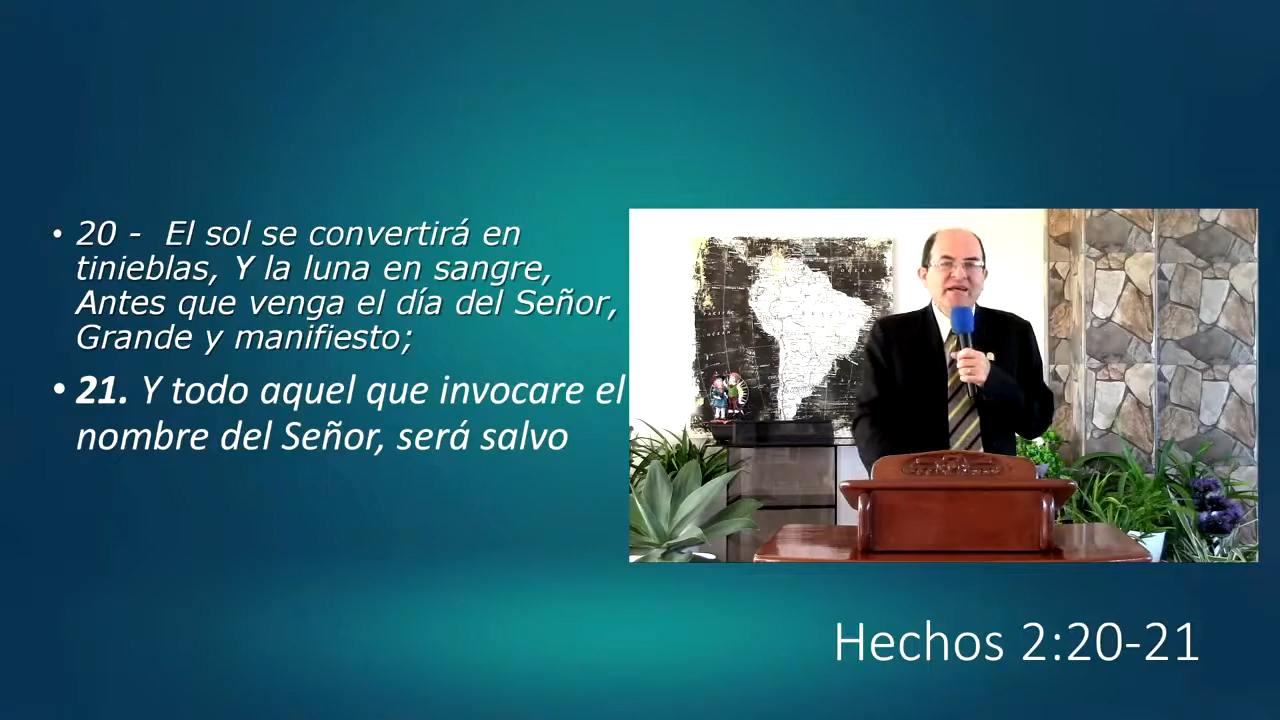 • 20 -  El sol se convertirá en
tinieblas, Y la luna en sangre,
Antes que venga el día del Señor,
Grande y manifiesto;
• 21. Y todo aquel que invocare el
nombre del Señor, será salvo
Hechos 2:20-21